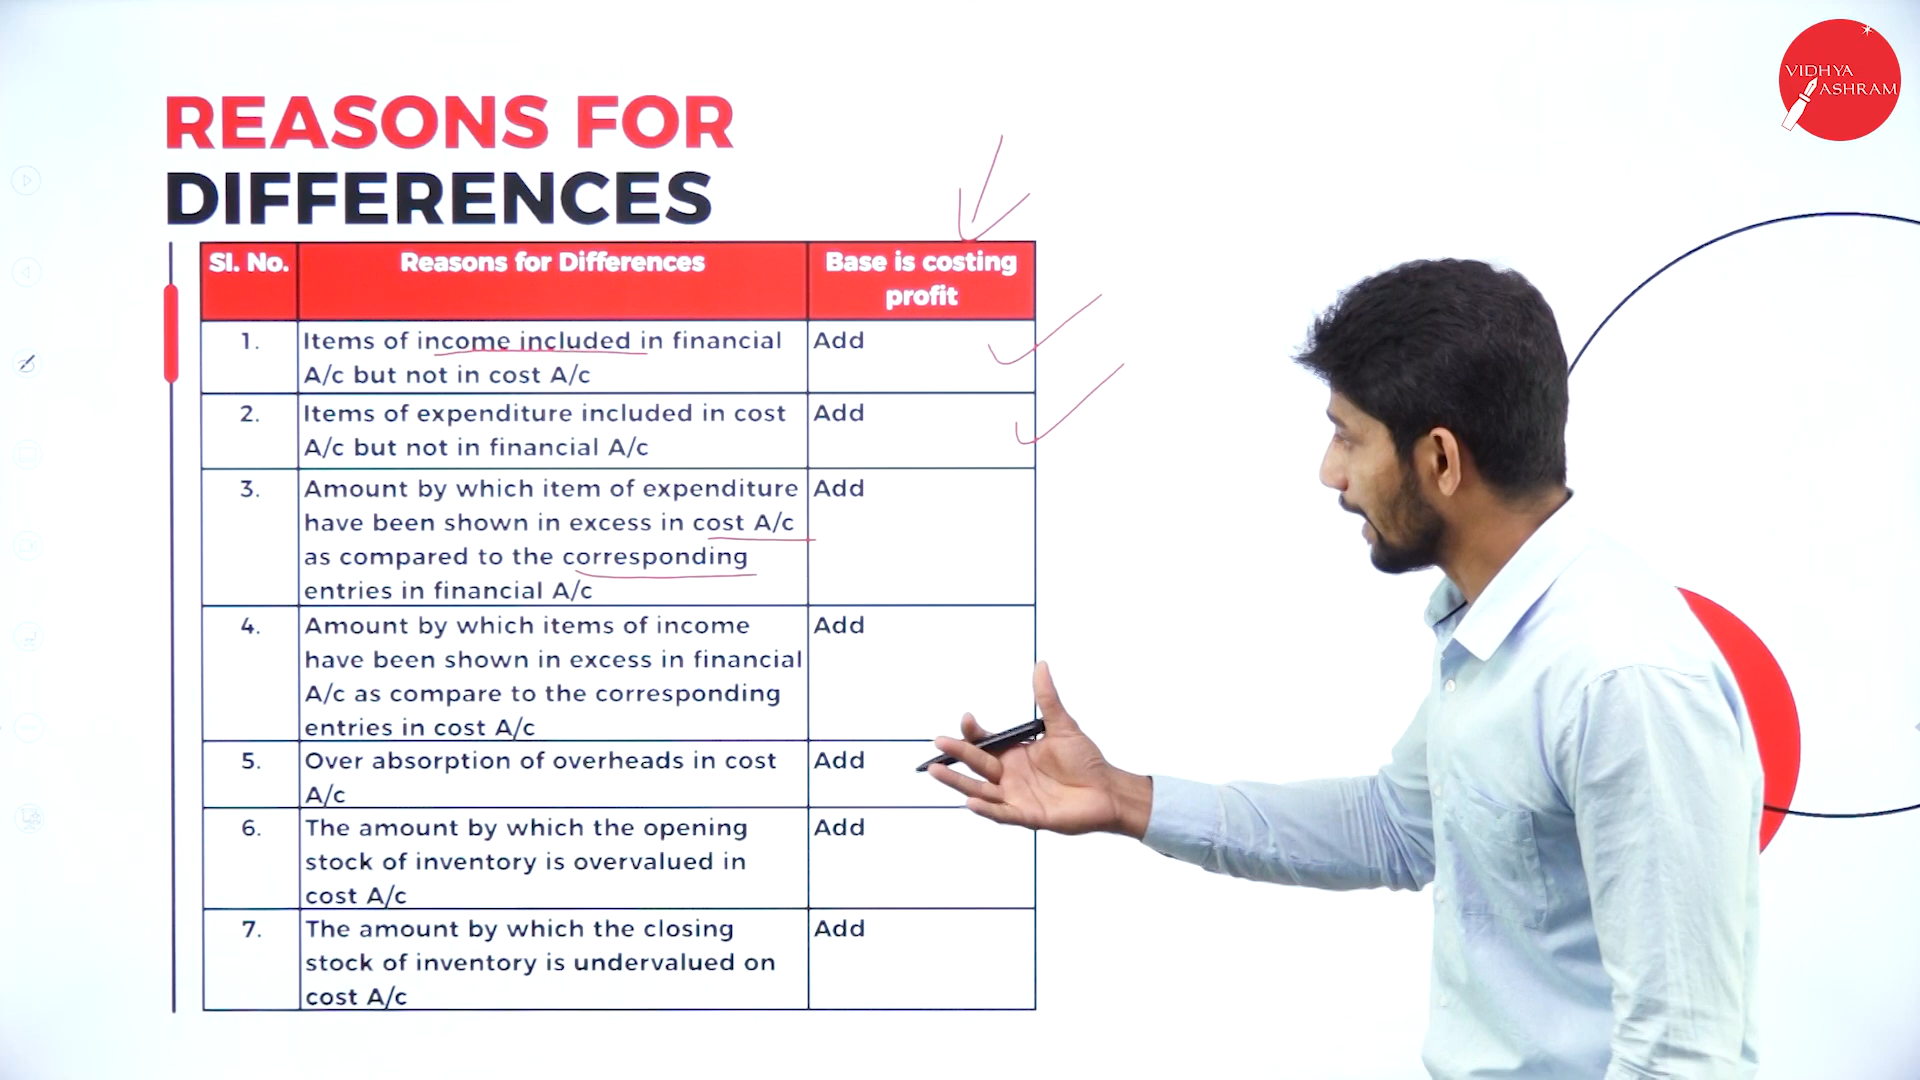 VIDHYA
ASHRAM
REASONS FOR
DIFFERENCES
Sl. No. Reasons for Differences Base is costing
profit
1. Items of income included in financial Add
A/c but not in cost A/c
2. Items of expenditure included in cost Add
A/c but not in financial A/c
3. Amount by which item of expenditure Add
have been shown in excess in cost A/c
as compared to the corresponding
entries in financial A/c
4. Amount by which items of income Add
have been shown in excess in financial
A/c as compare to the corresponding
entries in cost A/c
5. Over absorption of overheads in cost Add
A/c
6. The amount by which the opening Add
stock of inventory is overvalued in
cost A/c
7. The amount by which the closing Add
stock of inventory is undervalued on
cost A/c